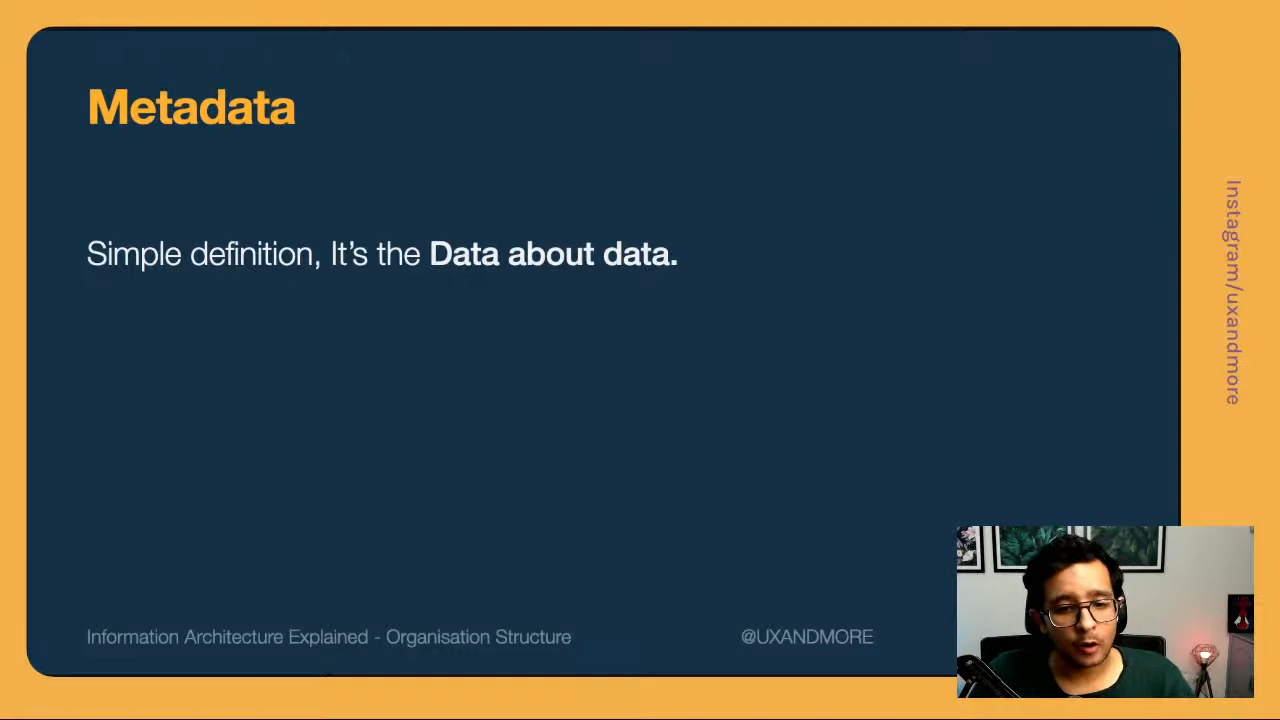 Metadata
Simple definition, It’s the Data about data.
Instagram/uxandmore
Information Architecture Explained - Organisation Structure
@UXANDMORE